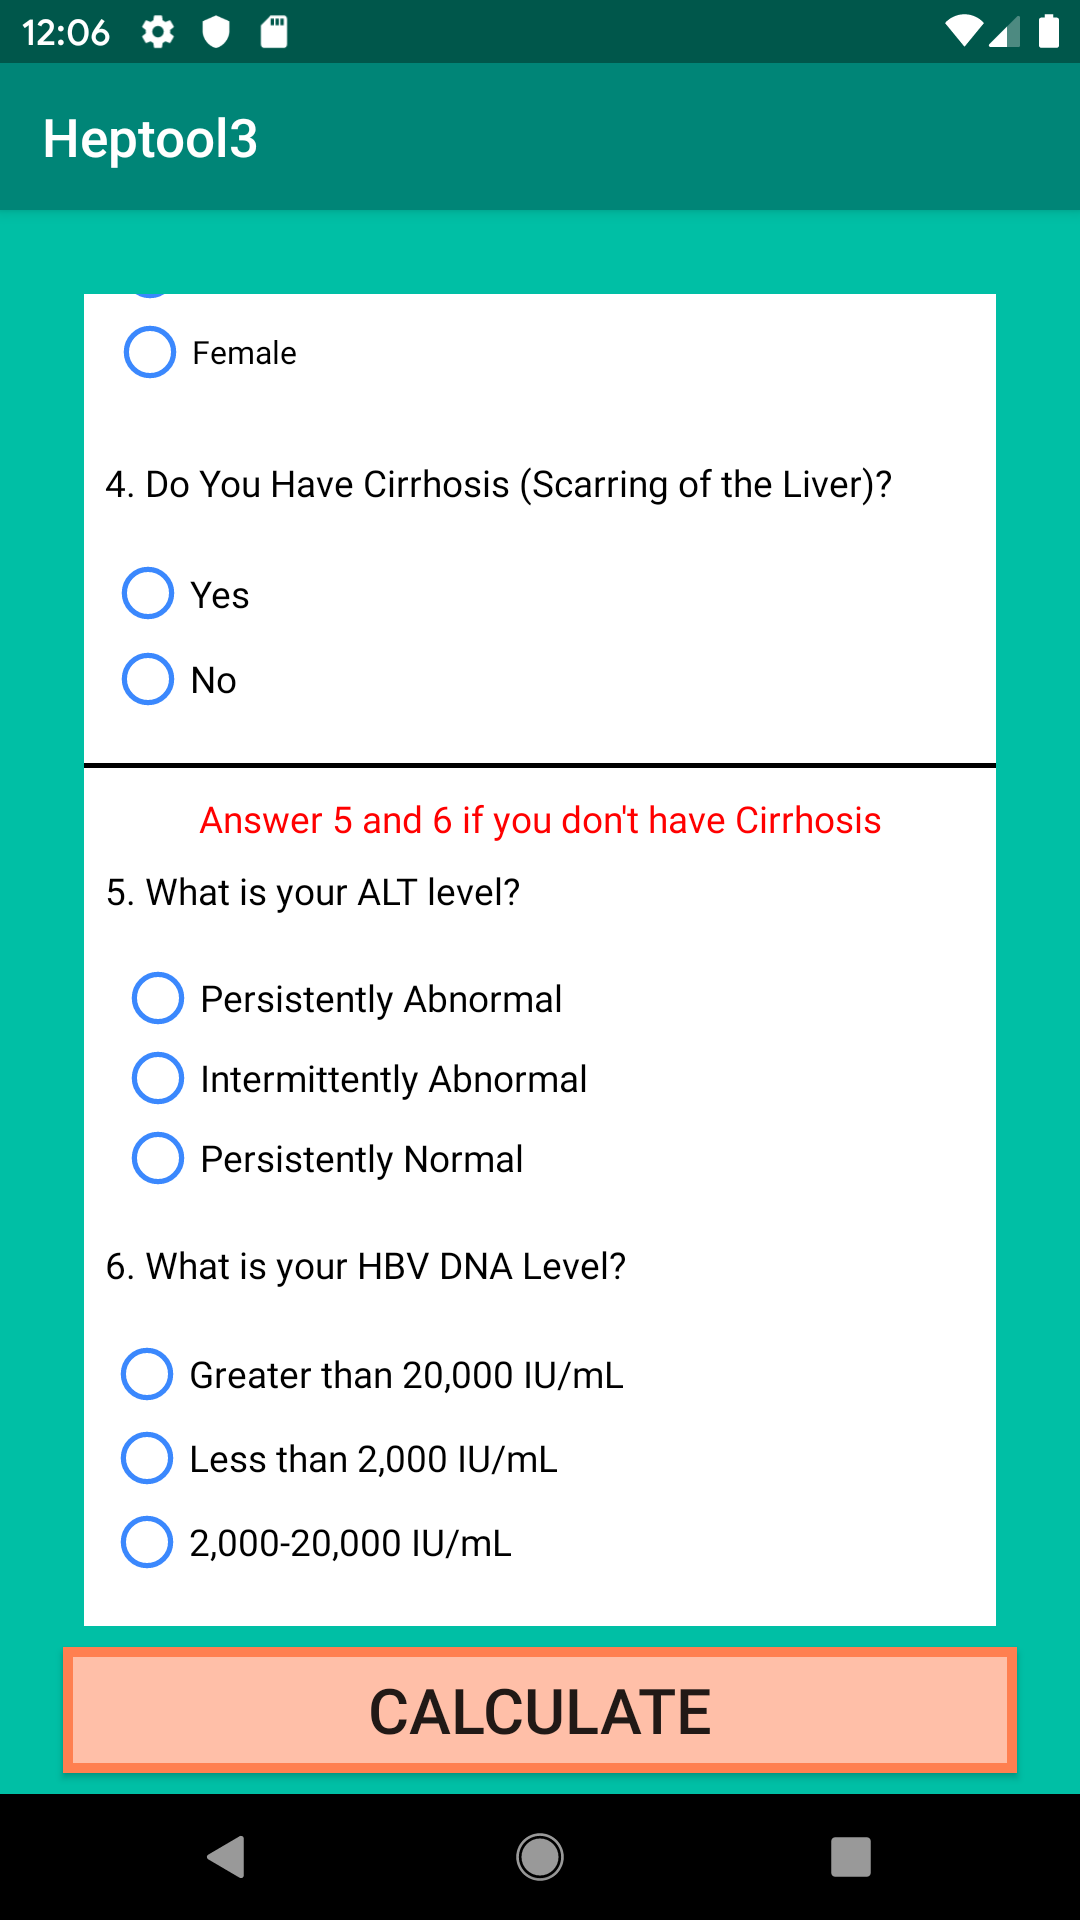 12:06
Heptool3
Female
4. Do You Have Cirrhosis (Scarring of the Liver)?
Yes
No
Answer 5 and 6 if you don't have Cirrhosis
5. What is your ALT level?
Persistently Abnormal
Intermittently Abnormal
Persistently Normal
6. What is your HBV DNA Level?
Greater than 20,000 IU/mL
Less than 2,000 IU/mL
2,000-20,000 IU/mL
CALCULATE